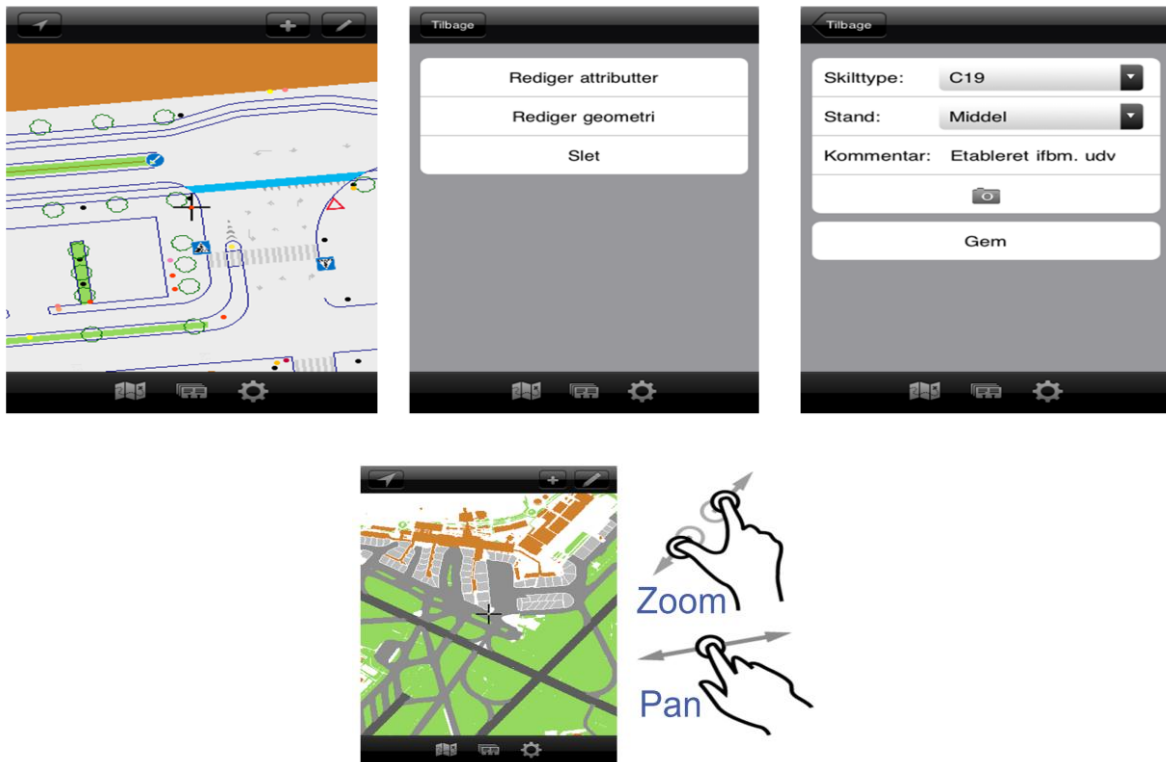 Tilbage
Rediger attributter
Rediger geometri
Slet
Tilbage
Skilttype: C19
Stand: Middel
Kommentar: Etableret ifbm. udv
Gem
Zoom
Pan